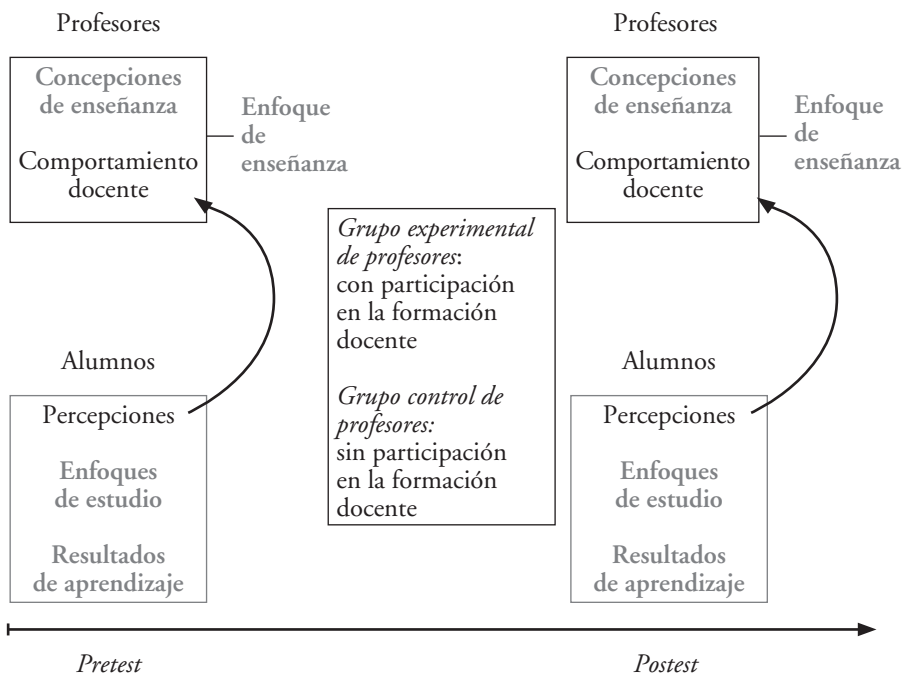 Profesores
Concepciones
de enseñanza
Comportamiento
docente
Enfoque
de
enseñanza
Alumnos
Percepciones
Enfoques
de estudio
Resultados
de aprendizaje
Grupo experimental
de profesores:
con participación
en la formación
docente
Grupo control de
profesores:
sin participación
en la formación
docente
Profesores
Concepciones
de enseñanza
Comportamiento
docente
Enfoque
de
enseñanza
Alumnos
Percepciones
Enfoques
de estudio
Resultados
de aprendizaje
Pretest
Postest